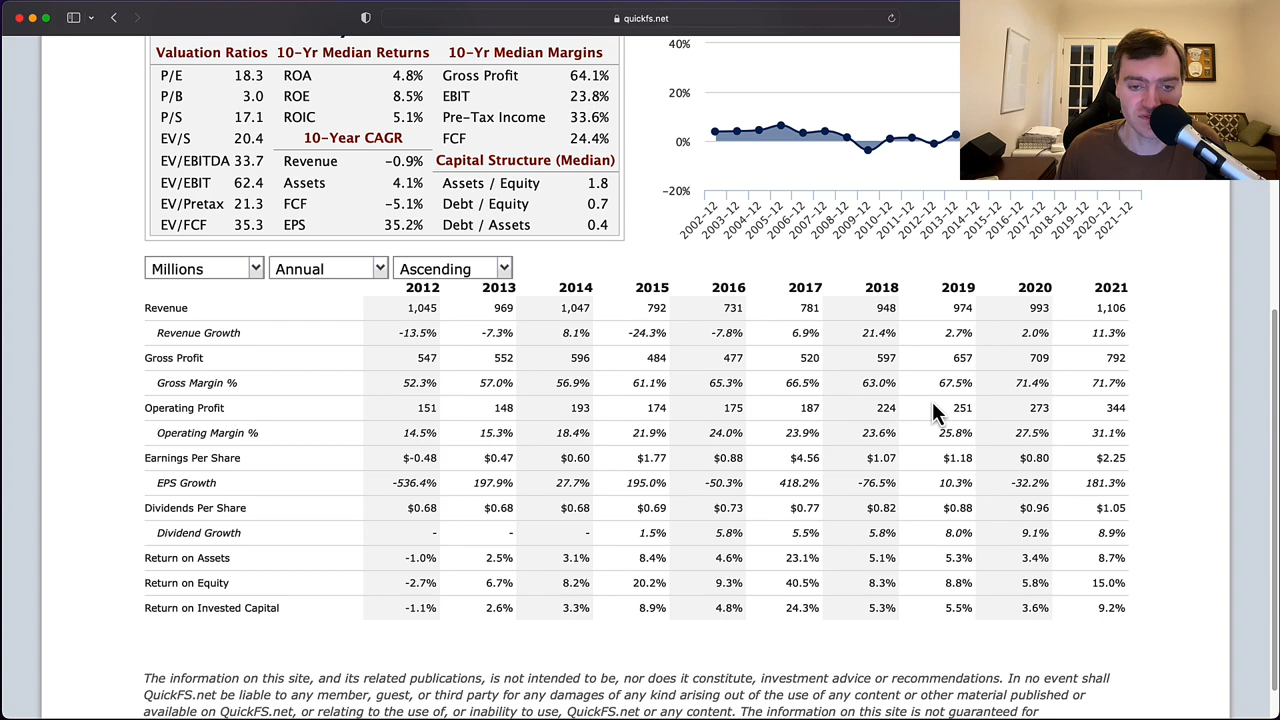 quickfs.net
Valuation Ratios 10-Yr Median Returns 10-Yr Median Margins
P/E 18.3 ROA 4.8% Gross Profit 64.1%
P/B 3.0 ROE 8.5% EBIT 23.8%
P/S 17.1 ROIC 5.1% Pre-Tax Income 33.6%
EV/S 20.4 10-Year CAGR FCF 24.4%
EV/EBITDA 33.7 Revenue -0.9% Capital Structure (Median)
EV/EBIT 62.4 Assets 4.1% Assets / Equity 1.8
EV/Pretax 21.3 FCF -5.1% Debt / Equity 0.7
EV/FCF 35.3 EPS 35.2% Debt / Assets 0.4
40%
20%
0%
-20%
2002-12 2003-12 2004-12 2005-12 2006-12 2007-12 2008-12 2009-12 2010-12 2011-12 2012-12 2013-12 2014-12 2015-12 2016-12 2017-12 2018-12 2019-12 2020-12 2021-12
Millions Annual Ascending
2012 2013 2014 2015 2016 2017 2018 2019 2020 2021
Revenue 1,045 969 1,047 792 731 781 948 974 993 1,106
Revenue Growth -13.5% -7.3% 8.1% -24.3% -7.8% 6.9% 21.4% 2.7% 2.0% 11.3%
Gross Profit 547 552 596 484 477 520 597 657 709 792
Gross Margin % 52.3% 57.0% 56.9% 61.1% 65.3% 66.5% 63.0% 67.5% 71.4% 71.7%
Operating Profit 151 148 193 174 175 187 224 251 273 344
Operating Margin % 14.5% 15.3% 18.4% 21.9% 24.0% 23.9% 23.6% 25.8% 27.5% 31.1%
Earnings Per Share $-0.48 $0.47 $0.60 $1.77 $0.88 $4.56 $1.07 $1.18 $0.80 $2.25
EPS Growth -536.4% 197.9% 27.7% 195.0% -50.3% 418.2% -76.5% 10.3% -32.2% 181.3%
Dividends Per Share $0.68 $0.68 $0.68 $0.69 $0.73 $0.77 $0.82 $0.88 $0.96 $1.05
Dividend Growth - - - 1.5% 5.8% 5.5% 5.8% 8.0% 9.1% 8.9%
Return on Assets -1.0% 2.5% 3.1% 8.4% 4.6% 23.1% 5.1% 5.3% 3.4% 8.7%
Return on Equity -2.7% 6.7% 8.2% 20.2% 9.3% 40.5% 8.3% 8.8% 5.8% 15.0%
Return on Invested Capital -1.1% 2.6% 3.3% 8.9% 4.8% 24.3% 5.3% 5.5% 3.6% 9.2%
The information on this site, and its related publications, is not intended to be, nor does it constitute, investment advice or recommendations. In no event shall
QuickFS.net be liable to any member, guest, or third party for any damages of any kind arising out of the use of any content or other material published or
available on QuickFS.net, or relating to the use of, or inability to use, QuickFS.net or any content. The information on this site is not guaranteed for